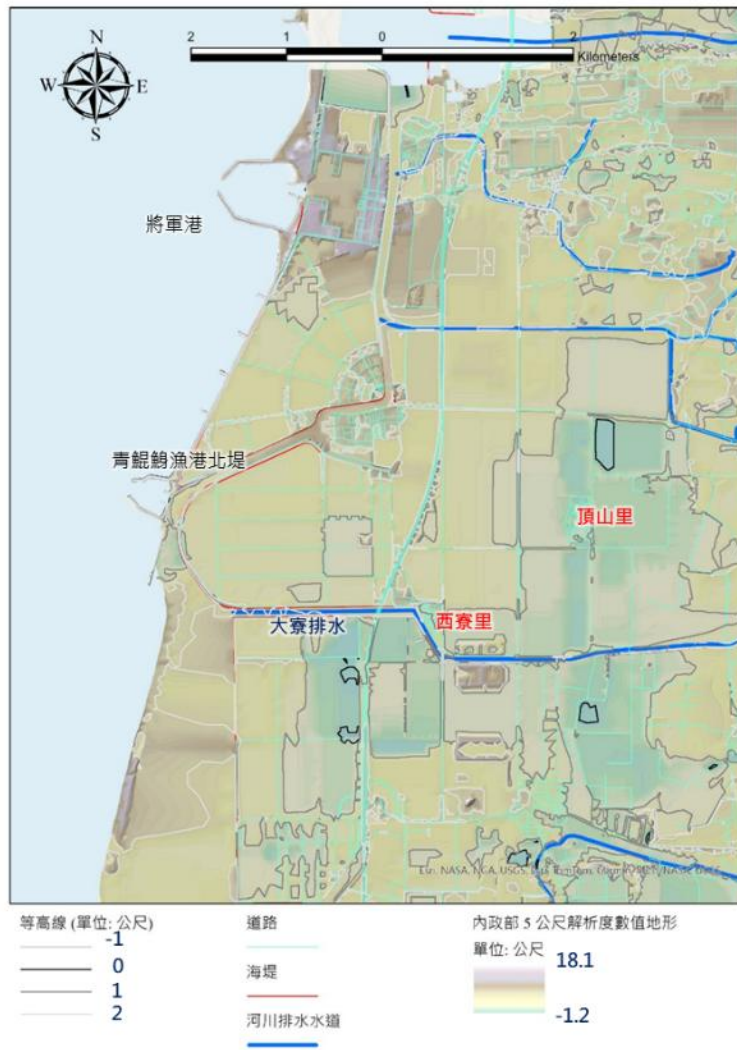 N
W E
S
2 1 0 2
Kilometers
將軍港
青鯤鯓漁港北堤
頂山里
大寮排水
西寮里
等高線 (單位: 公尺)
-1
0
1
2
道路
海堤
河川排水水道
內政部 5 公尺解析度數值地形
單位: 公尺
18.1
-1.2